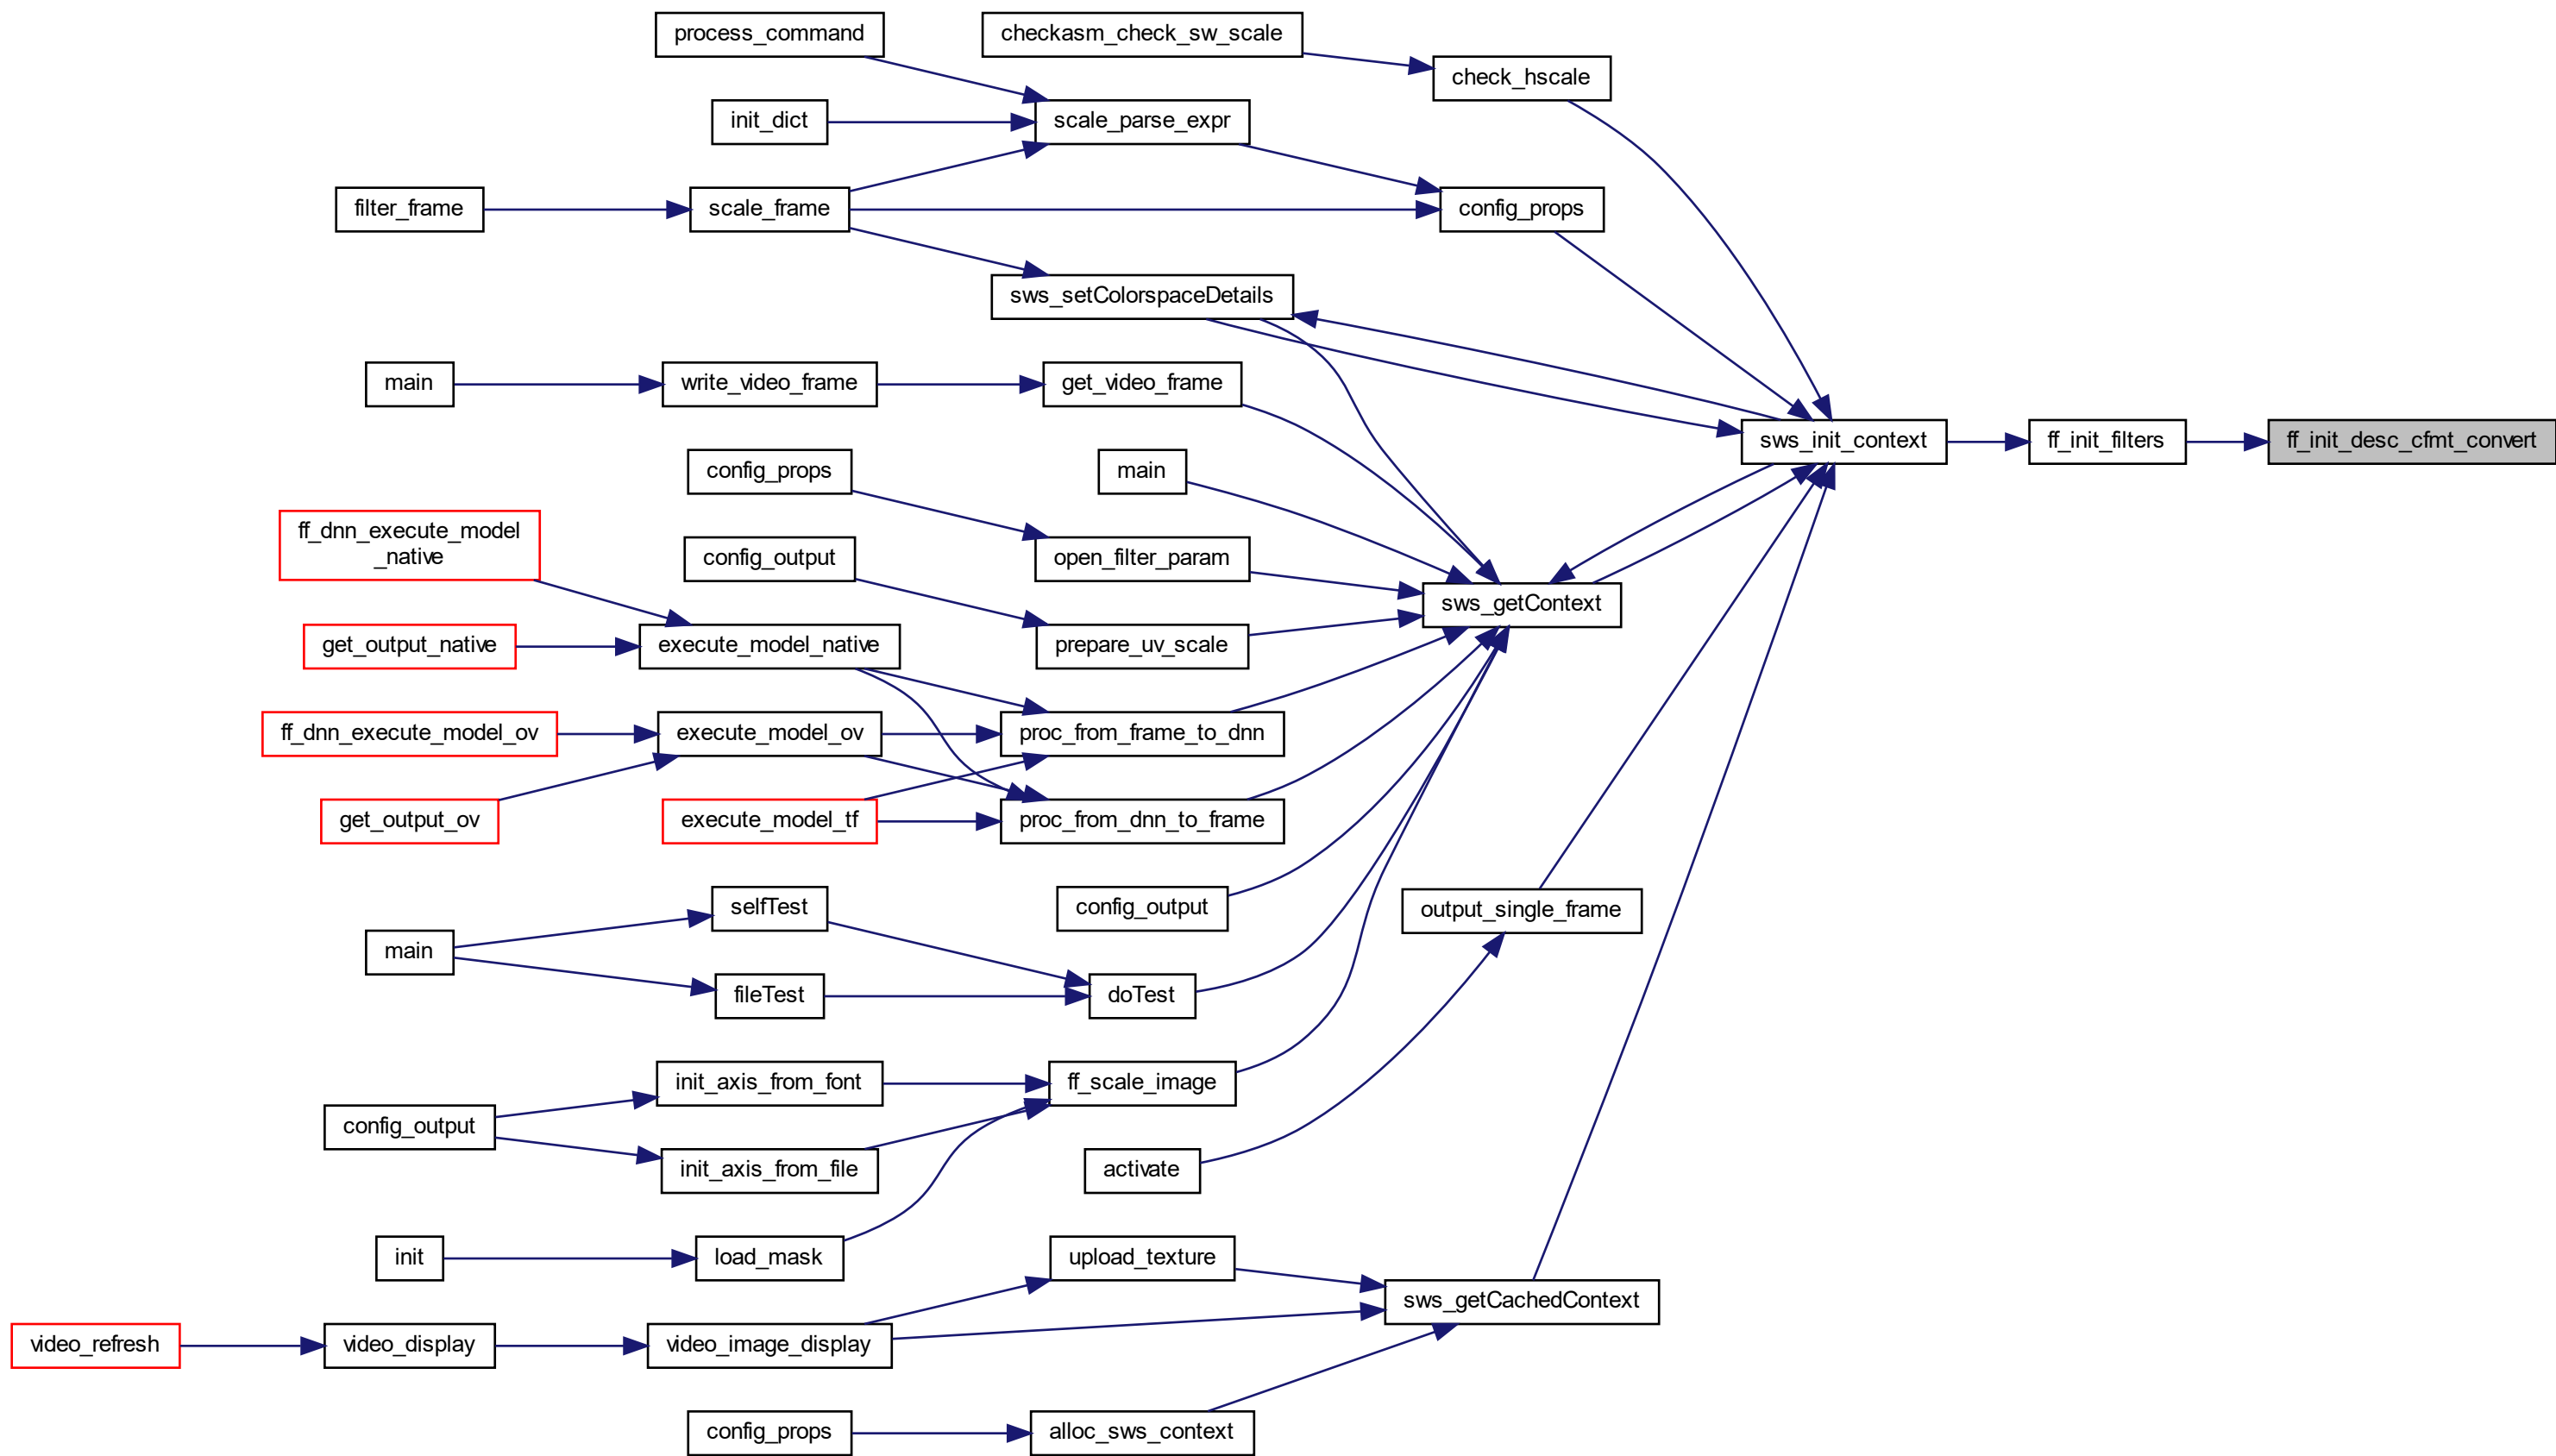 process_command
checkasm_check_sw_scale
check_hscale
init_dict
scale_parse_expr
filter_frame
scale_frame
config_props
sws_setColorspaceDetails
main
write_video_frame
get_video_frame
sws_init_context
ff_init_filters
ff_init_desc_cfmt_convert
config_props
main
ff_dnn_execute_model
_native
config_output
open_filter_param
sws_getContext
get_output_native
execute_model_native
prepare_uv_scale
ff_dnn_execute_model_ov
execute_model_ov
proc_from_frame_to_dnn
get_output_ov
execute_model_tf
proc_from_dnn_to_frame
selfTest
config_output
output_single_frame
main
fileTest
doTest
init_axis_from_font
ff_scale_image
config_output
init_axis_from_file
activate
init
load_mask
upload_texture
sws_getCachedContext
video_refresh
video_display
video_image_display
config_props
alloc_sws_context